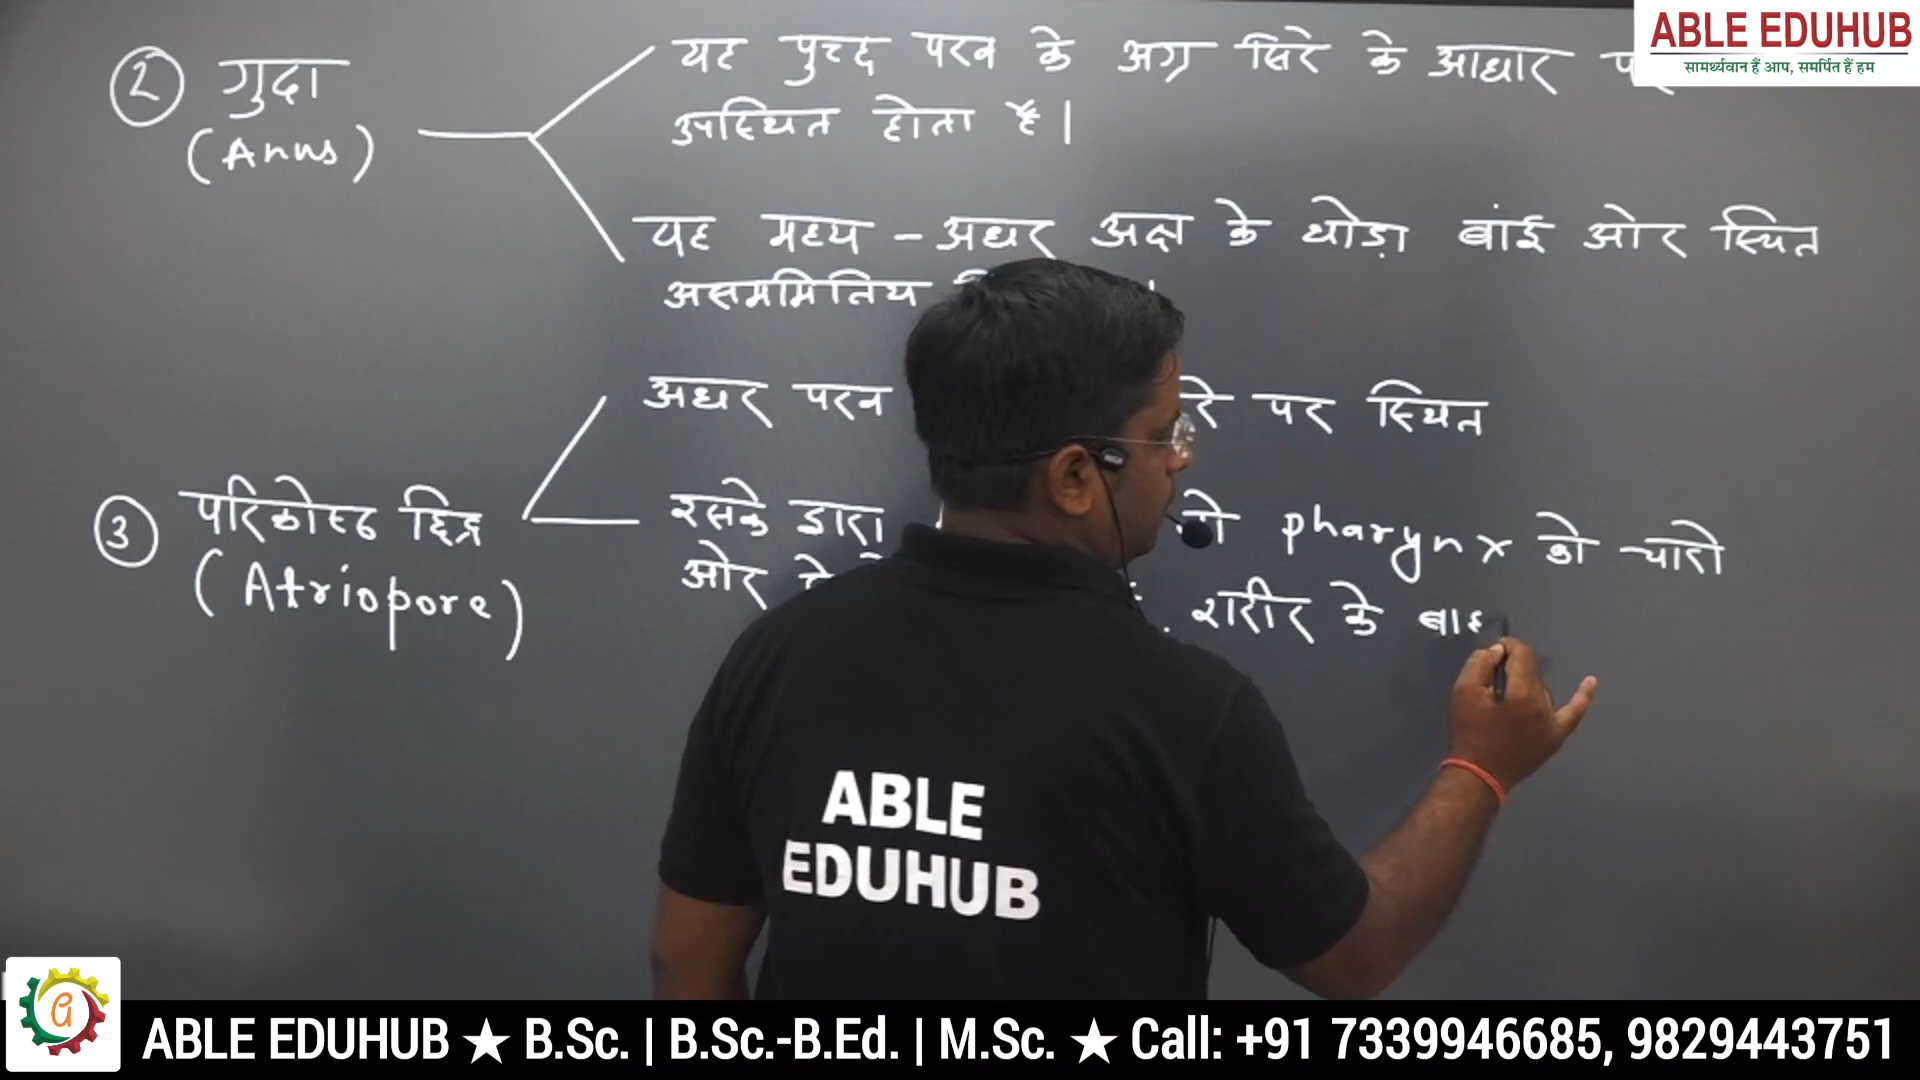 ABLE EDUHUB
सामर्थ्यवान हैं आप, समर्पित हैं हम
② गुदा
(Anus)
यह पुच्छ परन के अग्र सिरे के आधार
उपस्थित होता है।
यह मध्य - अधर अक्ष के थोडा़ बांई ओर स्थित
असममितिय
③ परिकोष्ठ छिद्र
(Atriopore)
अधर परन
पर स्थित
इसके द्वारा
pharynx को चारो
ओर
शरीर के
ABLE
EDUHUB
ABLE EDUHUB ★ B.Sc. | B.Sc.-B.Ed. | M.Sc. ★ Call: +91 7339946685, 9829443751